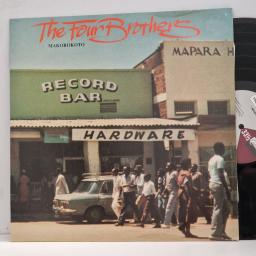 The Four Brothers
MAKOROKOTO
MAPARA H
RECORD
BAR
HARDWARE